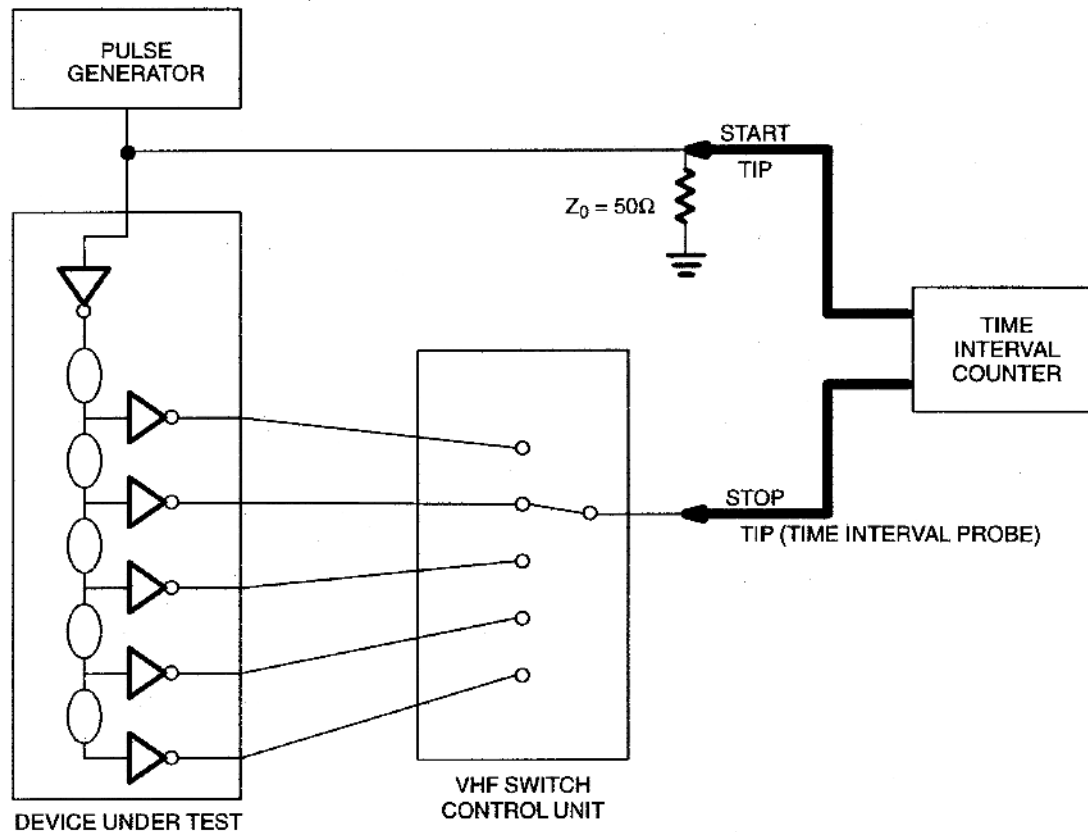 PULSE
GENERATOR
START
TIP
Z0 = 50Ω
TIME
INTERVAL
COUNTER
STOP
TIP (TIME INTERVAL PROBE)
VHF SWITCH
CONTROL UNIT
DEVICE UNDER TEST